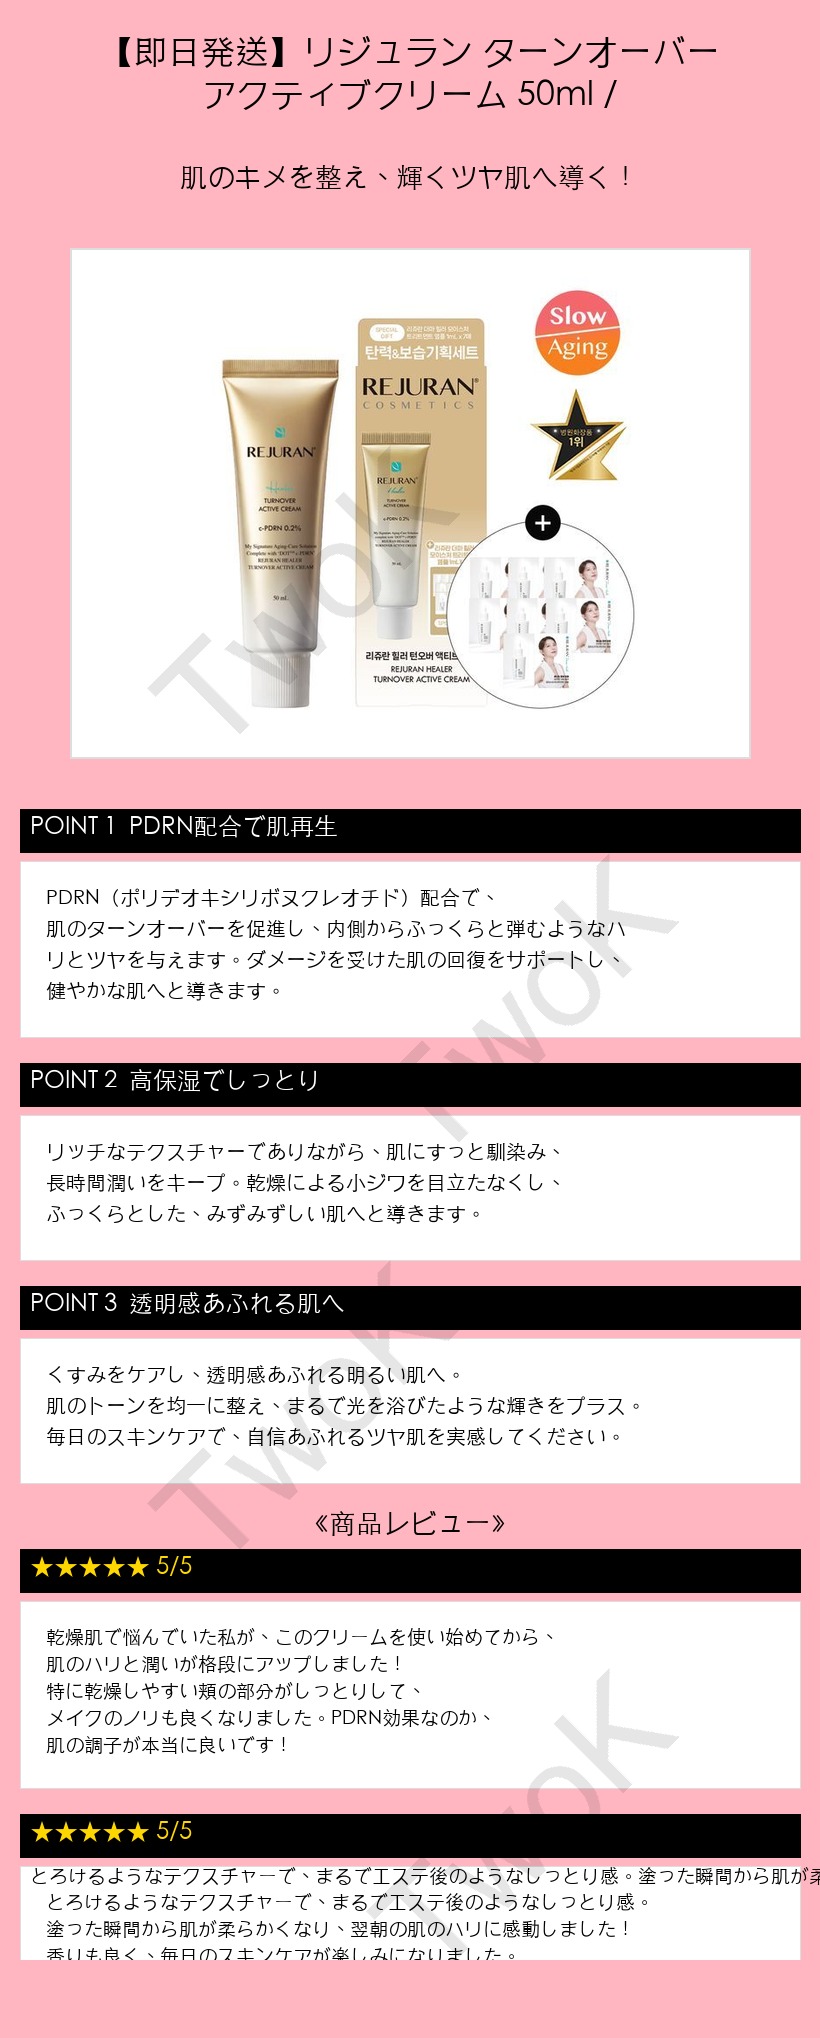 【即日発送】リジュラン ターンオーバー
アクティブクリーム 50ml /
肌のキメを整え、輝くツヤ肌へ導く！
Slow
Aging
SPECIAL
GIFT
탄력&보습기획세트
REJURAN®
COSMETICS
병원화장품
1위
REJURAN®
Healer
TURNOVER
ACTIVE CREAM
c-PDRN 0.2%
My Signature Aging-Care Solution
Complete with 'DOT™ c-PDRN'
REJURAN HEALER
TURNOVER ACTIVE CREAM
50 mL
REJURAN®
Healer
TURNOVER
ACTIVE CREAM
c-PDRN 0.2%
+
리쥬란 힐러 턴오버 액티브
REJURAN HEALER
TURNOVER ACTIVE CREAM
TwoK
POINT 1 PDRN配合で肌再生
PDRN（ポリデオキシリボヌクレオチド）配合で、
肌のターンオーバーを促進し、内側からふっくらと弾むようなハ
リとツヤを与えます。ダメージを受けた肌の回復をサポートし、
健やかな肌へと導きます。
TwoK
POINT 2 高保湿でしっとり
リッチなテクスチャーでありながら、肌にすっと馴染み、
長時間潤いをキープ。乾燥による小ジワを目立たなくし、
ふっくらとした、みずみずしい肌へと導きます。
POINT 3 透明感あふれる肌へ
くすみをケアし、透明感あふれる明るい肌へ。
肌のトーンを均一に整え、まるで光を浴びたような輝きをプラス。
毎日のスキンケアで、自信あふれるツヤ肌を実感してください。
TwoK
《商品レビュー》
★★★★★ 5/5
乾燥肌で悩んでいた私が、このクリームを使い始めてから、
肌のハリと潤いが格段にアップしました！
特に乾燥しやすい頬の部分がしっとりして、
メイクのノリも良くなりました。PDRN効果なのか、
肌の調子が本当に良いです！
TwoK
★★★★★ 5/5
とろけるようなテクスチャーで、まるでエステ後のようなしっとり感。塗った瞬間から肌が柔
とろけるようなテクスチャーで、まるでエステ後のようなしっとり感。
塗った瞬間から肌が柔らかくなり、翌朝の肌のハリに感動しました！
香りも良く、毎日のスキンケアが楽しみになりました。